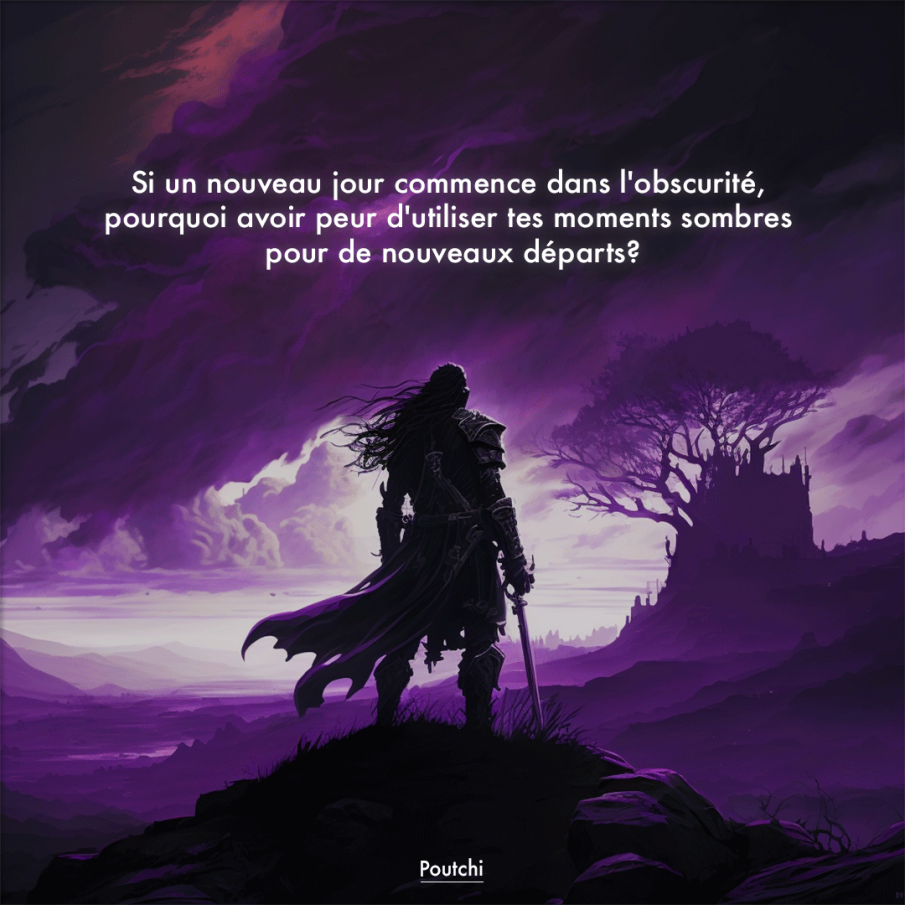 Si un nouveau jour commence dans l'obscurité,
pourquoi avoir peur d'utiliser tes moments sombres
pour de nouveaux départs?
Poutchi